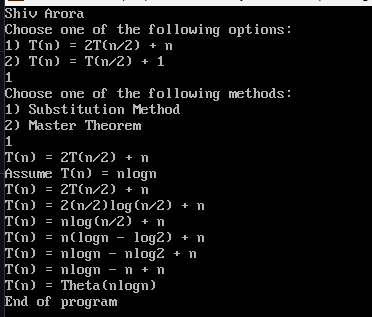 Shiv Arora
Choose one of the following options:
1) T(n) = 2T(n/2) + n
2) T(n) = T(n/2) + 1
1
Choose one of the following methods:
1) Substitution Method
2) Master Theorem
1
T(n) = 2T(n/2) + n
Assume T(n) = nlogn
T(n) = 2T(n/2) + n
T(n) = 2(n/2)log(n/2) + n
T(n) = nlog(n/2) + n
T(n) = n(logn - log2) + n
T(n) = nlogn - nlog2 + n
T(n) = nlogn - n + n
T(n) = Theta(nlogn)
End of program